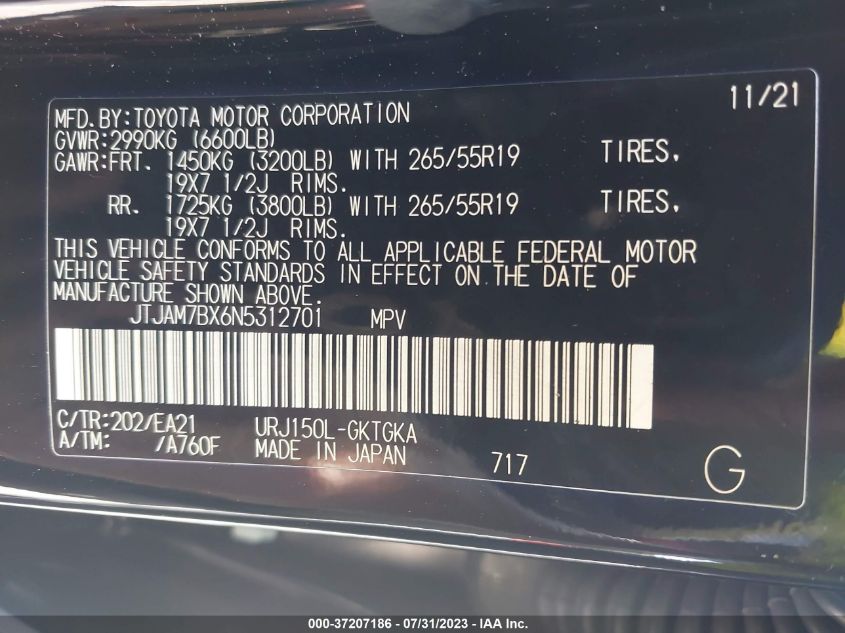 11/21
MFD.BY:TOYOTA MOTOR CORPORATION
GVWR:2990KG (6600LB)
GAWR:FRT. 1450KG (3200LB) WITH 265/55R19 TIRES,
19X7 1/2J RIMS.
RR. 1725KG (3800LB) WITH 265/55R19 TIRES,
19X7 1/2J RIMS.
THIS VEHICLE CONFORMS TO ALL APPLICABLE FEDERAL MOTOR
VEHICLE SAFETY STANDARDS IN EFFECT ON THE DATE OF
MANUFACTURE SHOWN ABOVE.
JTJAM7BX6N5312701 MPV
C/TR:202/EA21 URJ150L-GKTGKA
A/TM: /A760F MADE IN JAPAN 717 G
000-37207186 - 07/31/2023 - IAA Inc.